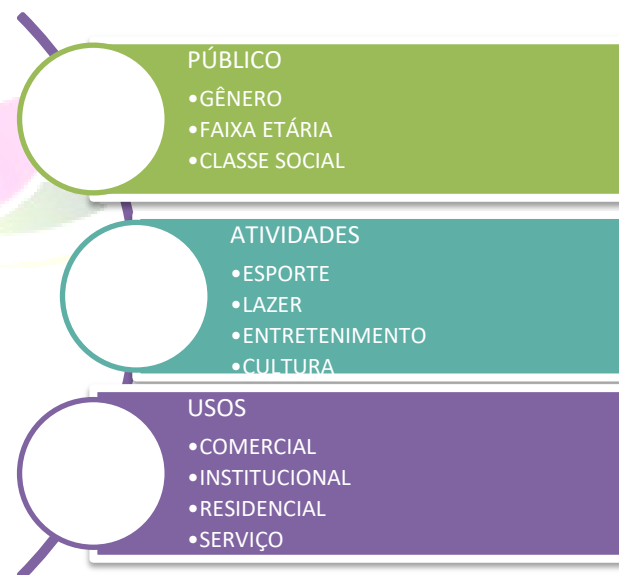 PÚBLICO
•GÊNERO
•FAIXA ETÁRIA
•CLASSE SOCIAL
ATIVIDADES
•ESPORTE
•LAZER
•ENTRETENIMENTO
•CULTURA
USOS
•COMERCIAL
•INSTITUCIONAL
•RESIDENCIAL
•SERVIÇO